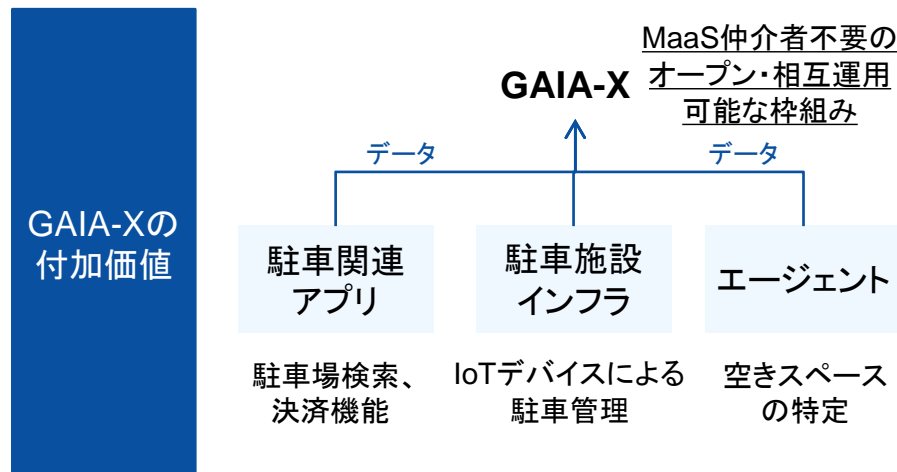 GAIA-Xの
付加価値
GAIA-X
MaaS仲介者不要の
オープン・相互運用
可能な枠組み
データ
データ
駐車関連
アプリ
駐車施設
インフラ
エージェント
駐車場検索、
決済機能
IoTデバイスによる
駐車管理
空きスペース
の特定